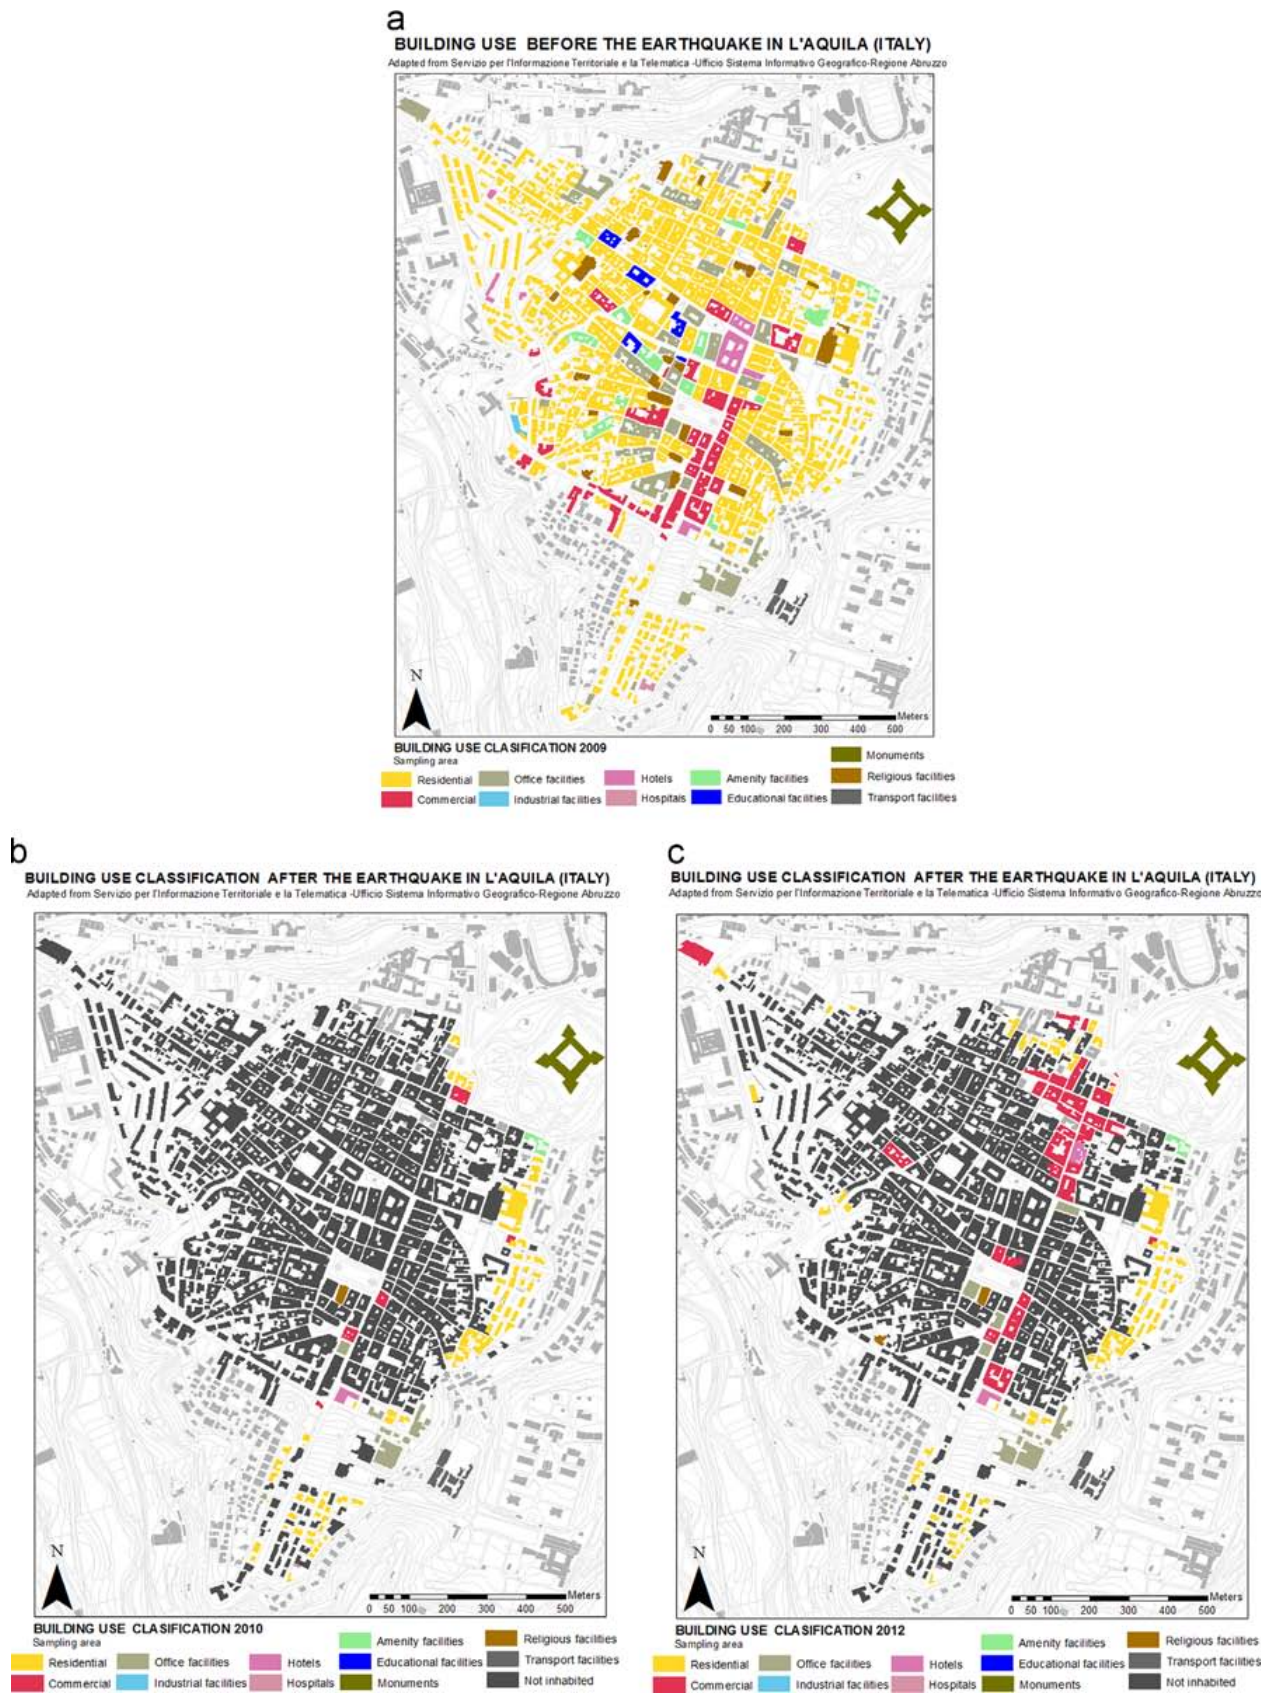 a
BUILDING USE BEFORE THE EARTHQUAKE IN L'AQUILA (ITALY)
Adapted from Servizio per l'Informazione Territoriale e la Telematica -Ufficio Sistema Informativo Geografico-Regione Abruzzo
N
Meters
0 50 100 200 300 400 500
BUILDING USE CLASIFICATION 2009
Sampling area
Monuments
Residential
Office facilities
Hotels
Amenity facilities
Religious facilities
Commercial
Industrial facilities
Hospitals
Educational facilities
Transport facilities
b
BUILDING USE CLASSIFICATION AFTER THE EARTHQUAKE IN L'AQUILA (ITALY)
Adapted from Servizio per l'Informazione Territoriale e la Telematica -Ufficio Sistema Informativo Geografico-Regione Abruzzo
N
Meters
0 50 100 200 300 400 500
BUILDING USE CLASIFICATION 2010
Sampling area
Amenity facilities
Religious facilities
Residential
Office facilities
Hotels
Educational facilities
Transport facilities
Commercial
Industrial facilities
Hospitals
Monuments
Not inhabited
c
BUILDING USE CLASSIFICATION AFTER THE EARTHQUAKE IN L'AQUILA (ITALY)
Adapted from Servizio per l'Informazione Territoriale e la Telematica -Ufficio Sistema Informativo Geografico-Regione Abruzzo
N
Meters
0 50 100 200 300 400 500
BUILDING USE CLASIFICATION 2012
Sampling area
Amenity facilities
Religious facilities
Residential
Office facilities
Hotels
Educational facilities
Transport facilities
Commercial
Industrial facilities
Hospitals
Monuments
Not inhabited